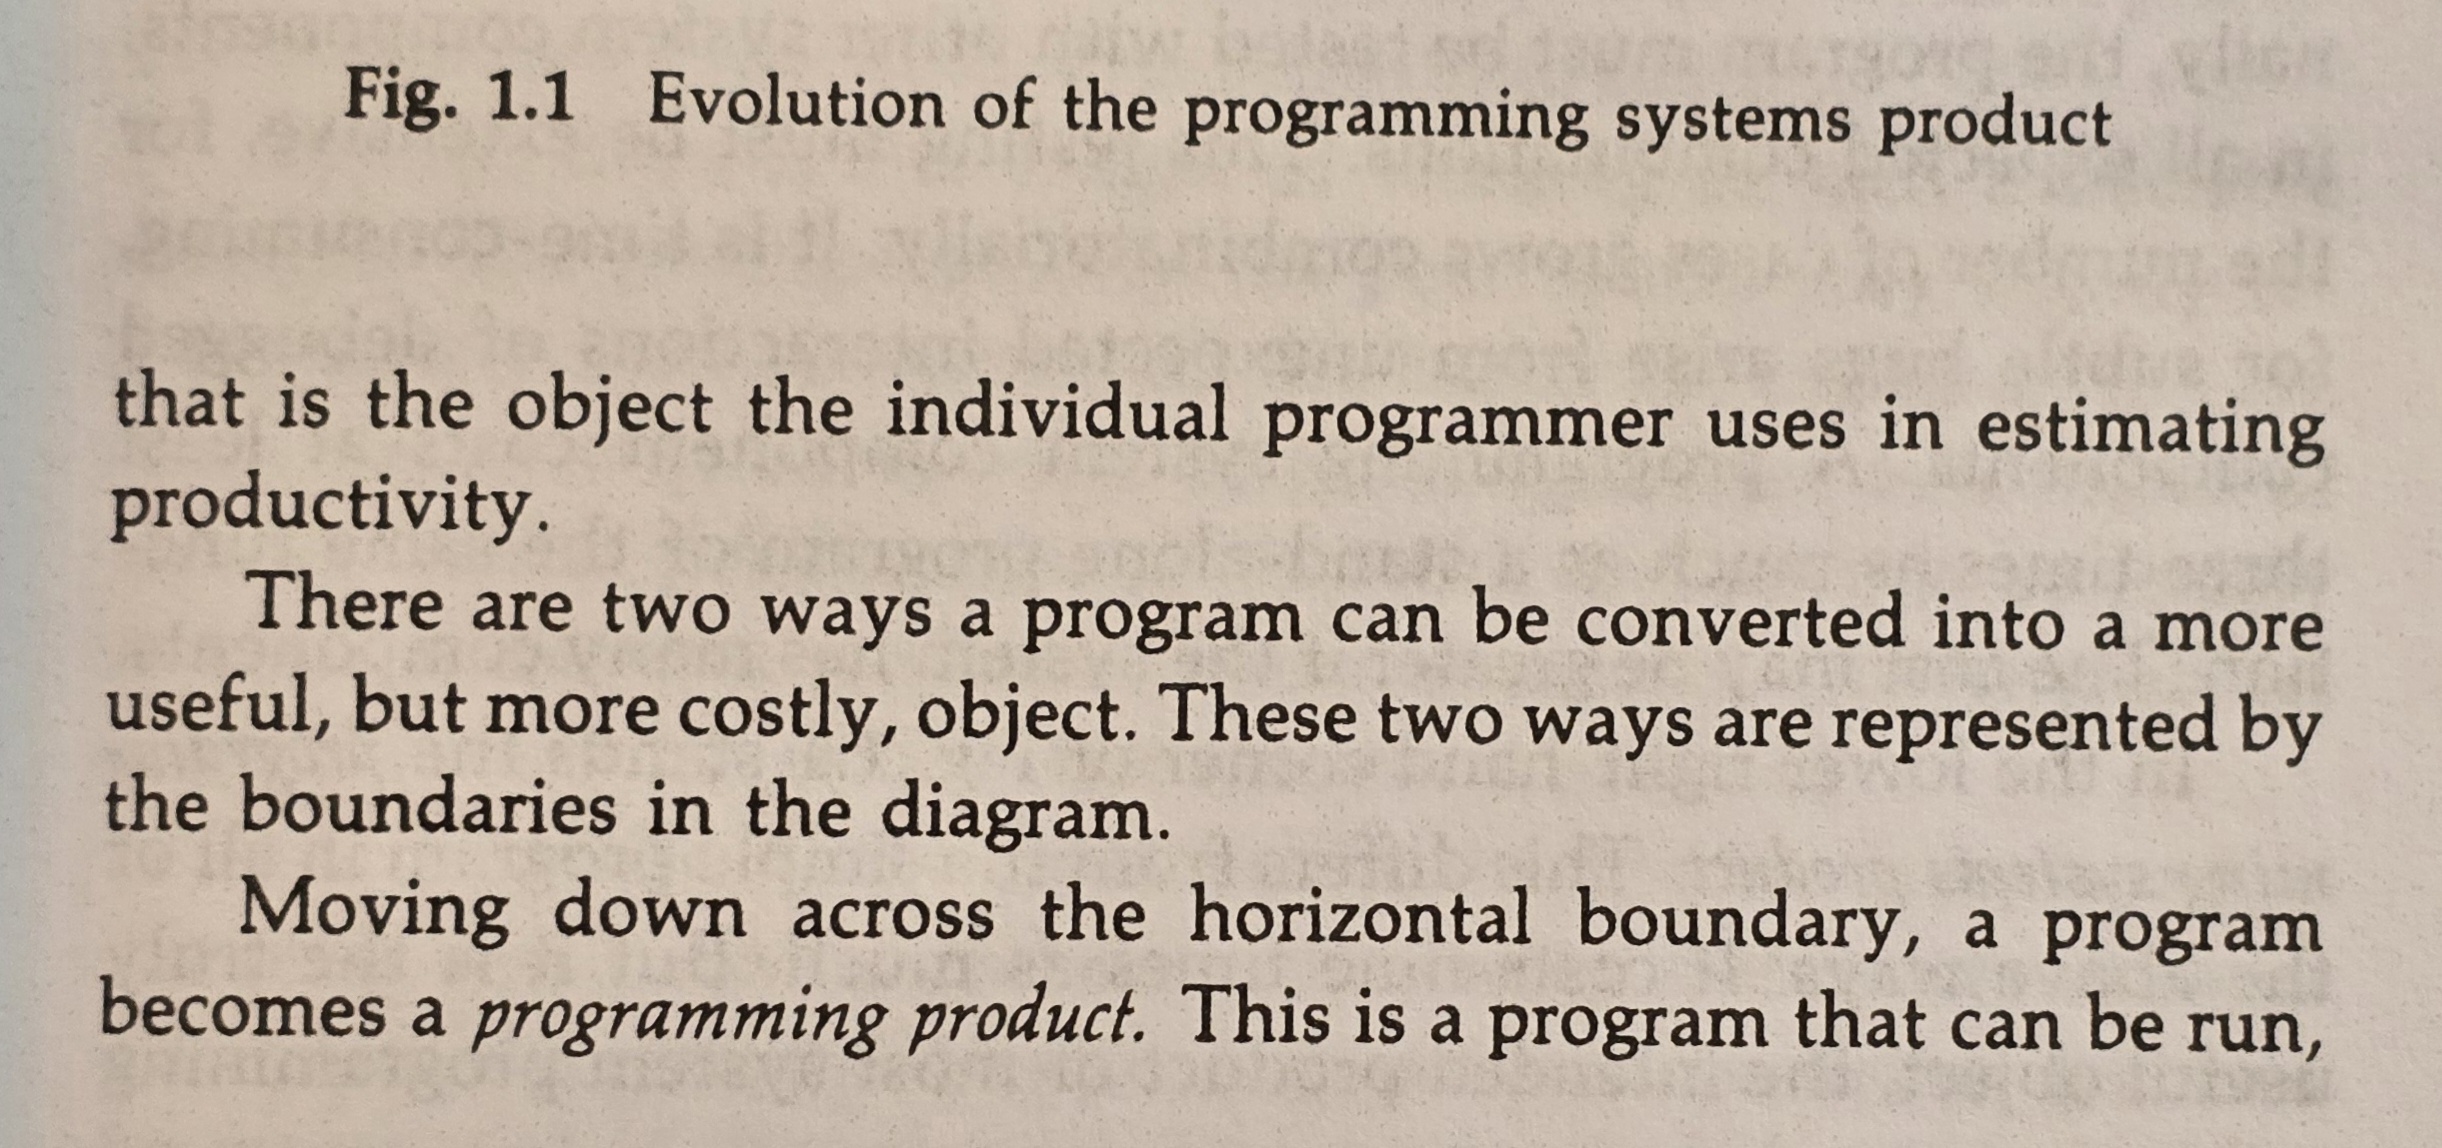 Fig. 1.1 Evolution of the programming systems product
that is the object the individual programmer uses in estimating
productivity.
There are two ways a program can be converted into a more
useful, but more costly, object. These two ways are represented by
the boundaries in the diagram.
Moving down across the horizontal boundary, a program
becomes a programming product. This is a program that can be run,